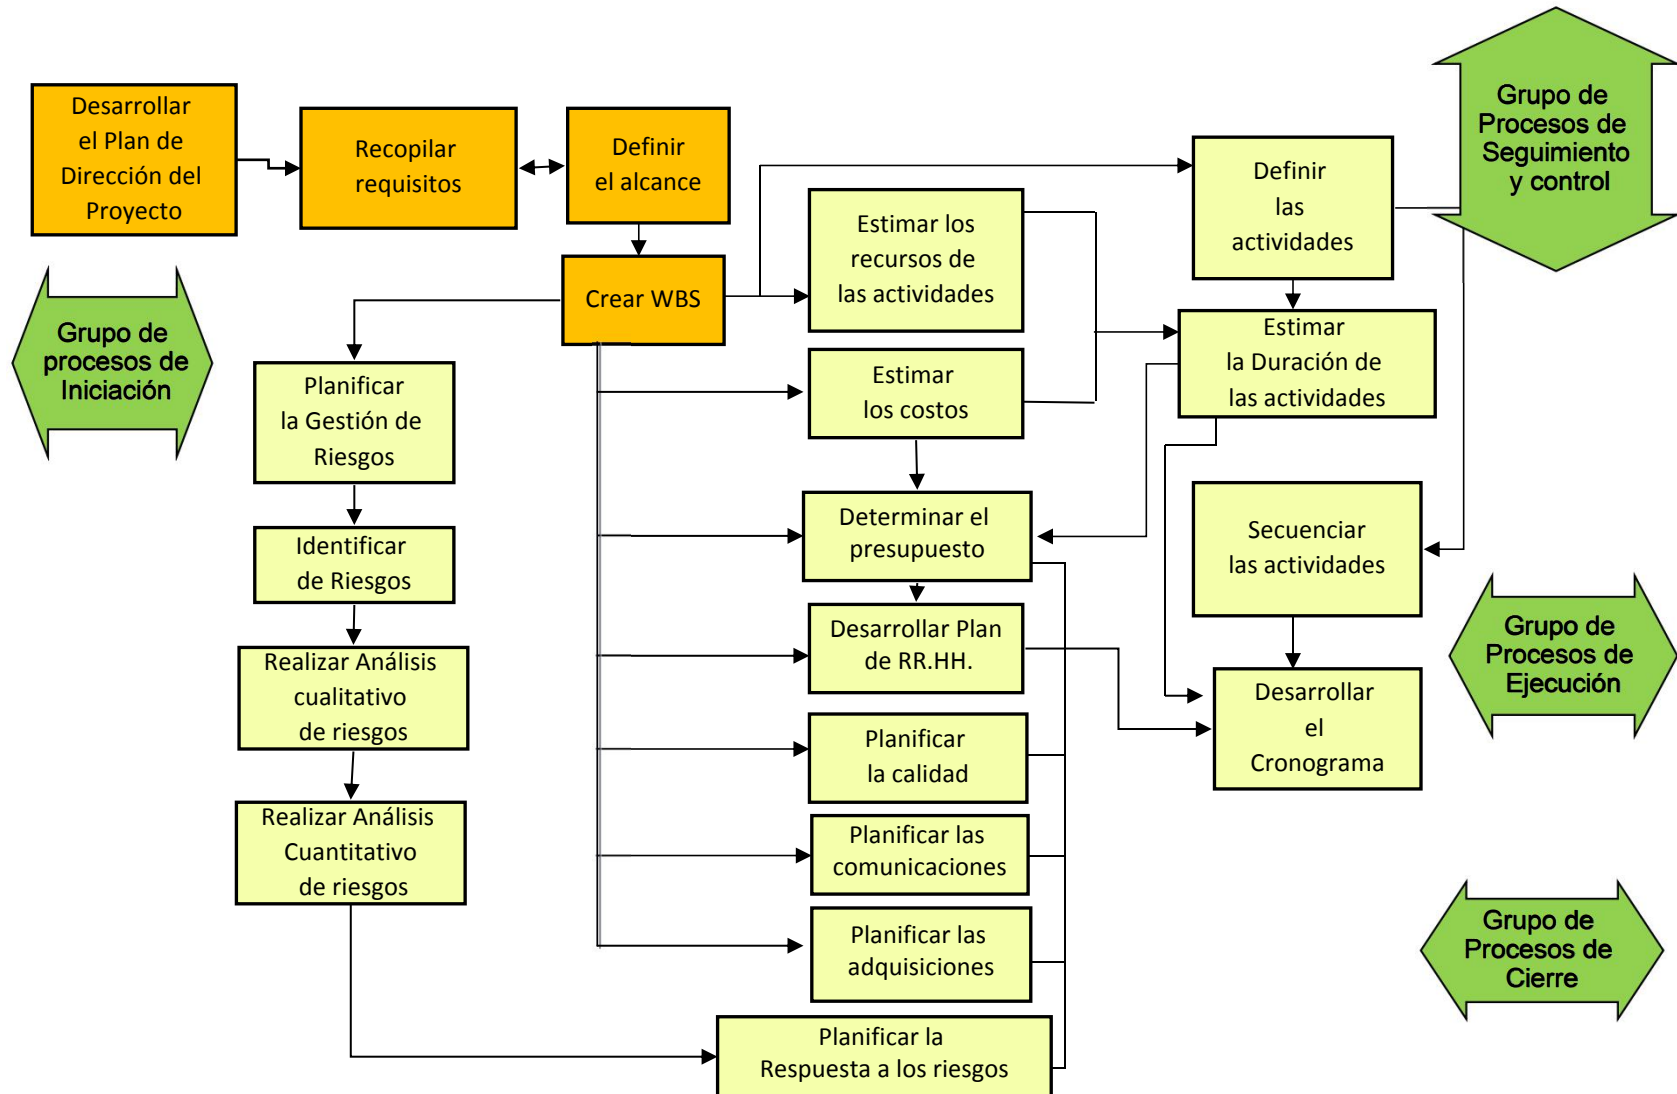 Desarrollar
el Plan de
Dirección del
Proyecto
Recopilar
requisitos
Definir
el alcance
Grupo de
Procesos de
Seguimiento
y control
Definir
las
actividades
Estimar los
recursos de
las actividades
Crear WBS
Grupo de
procesos de
Iniciación
Estimar
la Duración de
las actividades
Planificar
la Gestión de
Riesgos
Estimar
los costos
Determinar el
presupuesto
Secuenciar
las actividades
Identificar
de Riesgos
Desarrollar Plan
de RR.HH.
Grupo de
Procesos de
Ejecución
Realizar Análisis
cualitativo
de riesgos
Desarrollar
el
Cronograma
Planificar
la calidad
Realizar Análisis
Cuantitativo
de riesgos
Planificar las
comunicaciones
Planificar las
adquisiciones
Grupo de
Procesos de
Cierre
Planificar la
Respuesta a los riesgos